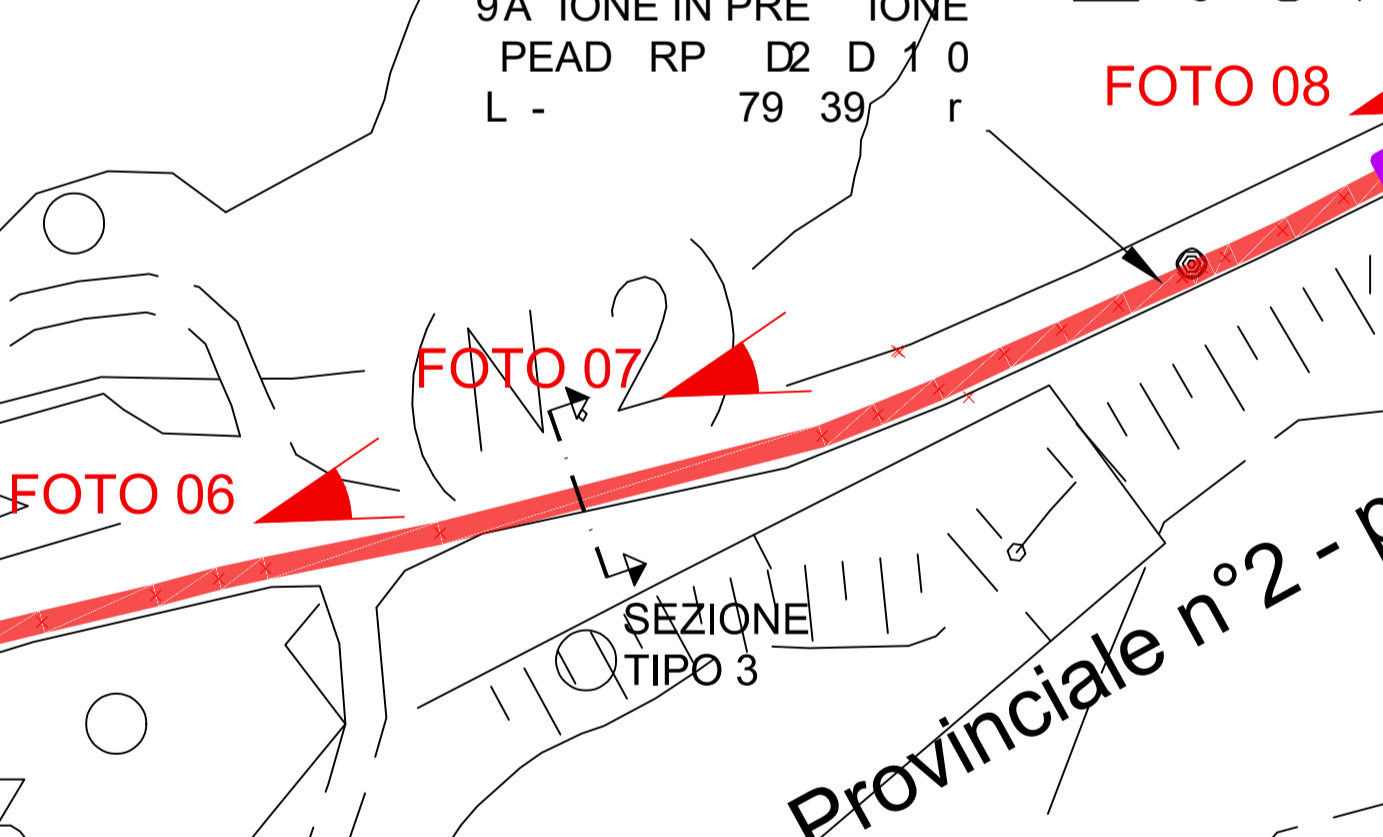 IONE IN PRE IONE
PEAD RP D2 D 1 0
L - 79 39 r
FOTO 08
N 2
FOTO 07
FOTO 06
SEZIONE
TIPO 3
Provinciale n°2 -